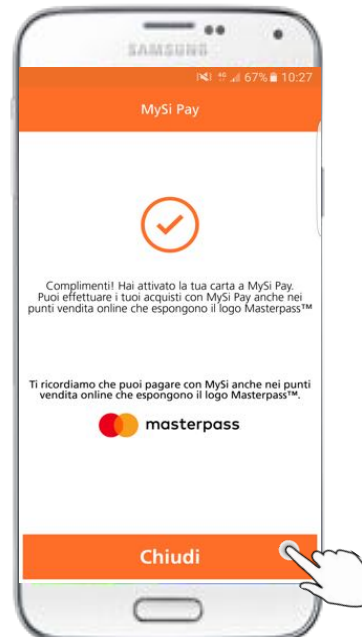 SAMSUNG
67% 10:27
MySi Pay
Complimenti! Hai attivato la tua carta a MySi Pay.
Puoi effettuare i tuoi acquisti con MySi Pay anche nei
punti vendita online che espongono il logo Masterpass™
Ti ricordiamo che puoi pagare con MySi anche nei punti
vendita online che espongono il logo Masterpass™.
masterpass
Chiudi